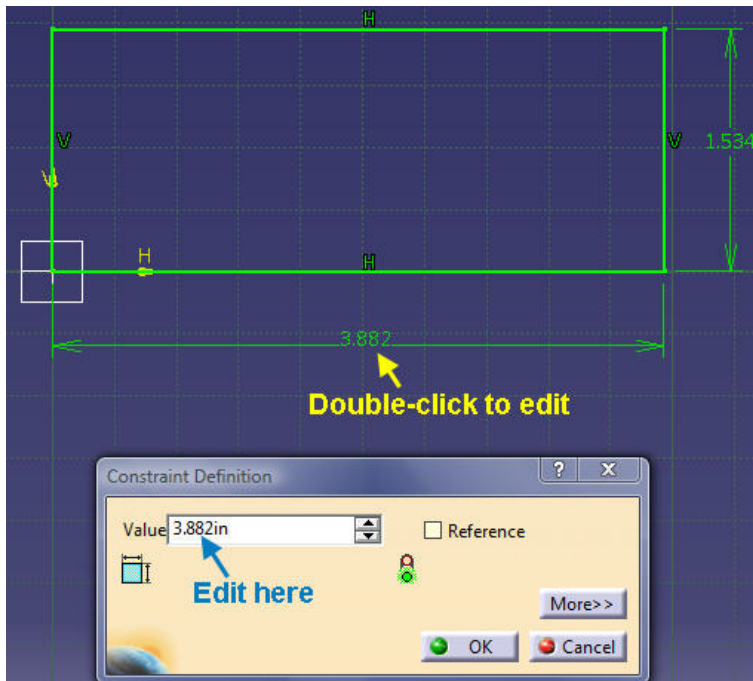 H
V
V
1.534
V
H
H
3.882
Double-click to edit
Constraint Definition
?
X
Value 3.882in
Reference
Edit here
More>>
OK
Cancel